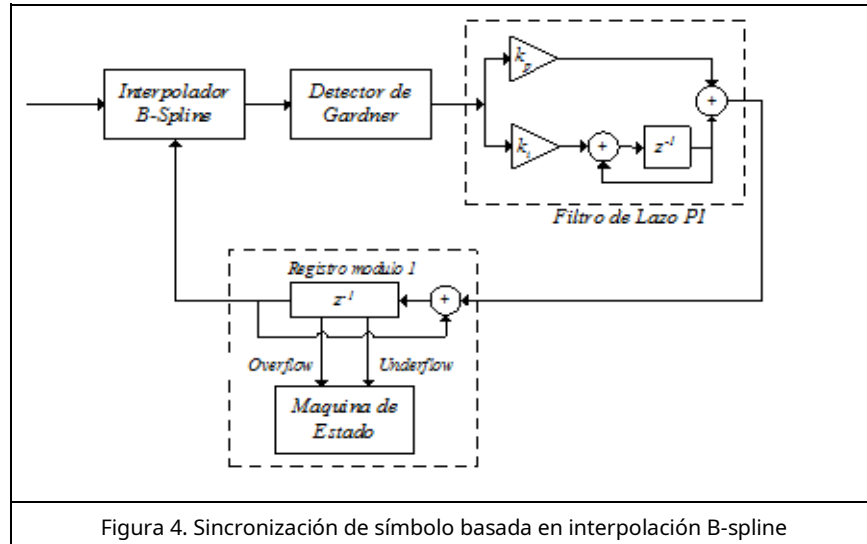 Interpolador
B-Spline
Detector de
Gardner
k_p
+
k_i
+
z^-1
Filtro de Lazo PI
Registro modulo 1
z^-1
+
Overflow
Underflow
Maquina de
Estado
Figura 4. Sincronización de símbolo basada en interpolación B-spline